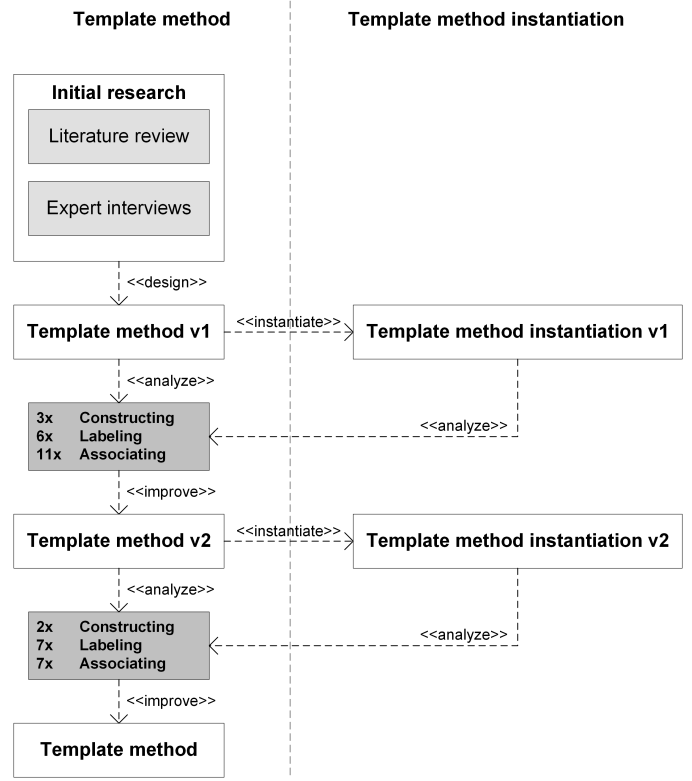 Template method
Template method instantiation
Initial research
Literature review
Expert interviews
<<design>>
Template method v1
<<instantiate>>
Template method instantiation v1
<<analyze>>
3x Constructing
6x Labeling
11x Associating
<<analyze>>
<<improve>>
Template method v2
<<instantiate>>
Template method instantiation v2
<<analyze>>
2x Constructing
7x Labeling
7x Associating
<<analyze>>
<<improve>>
Template method